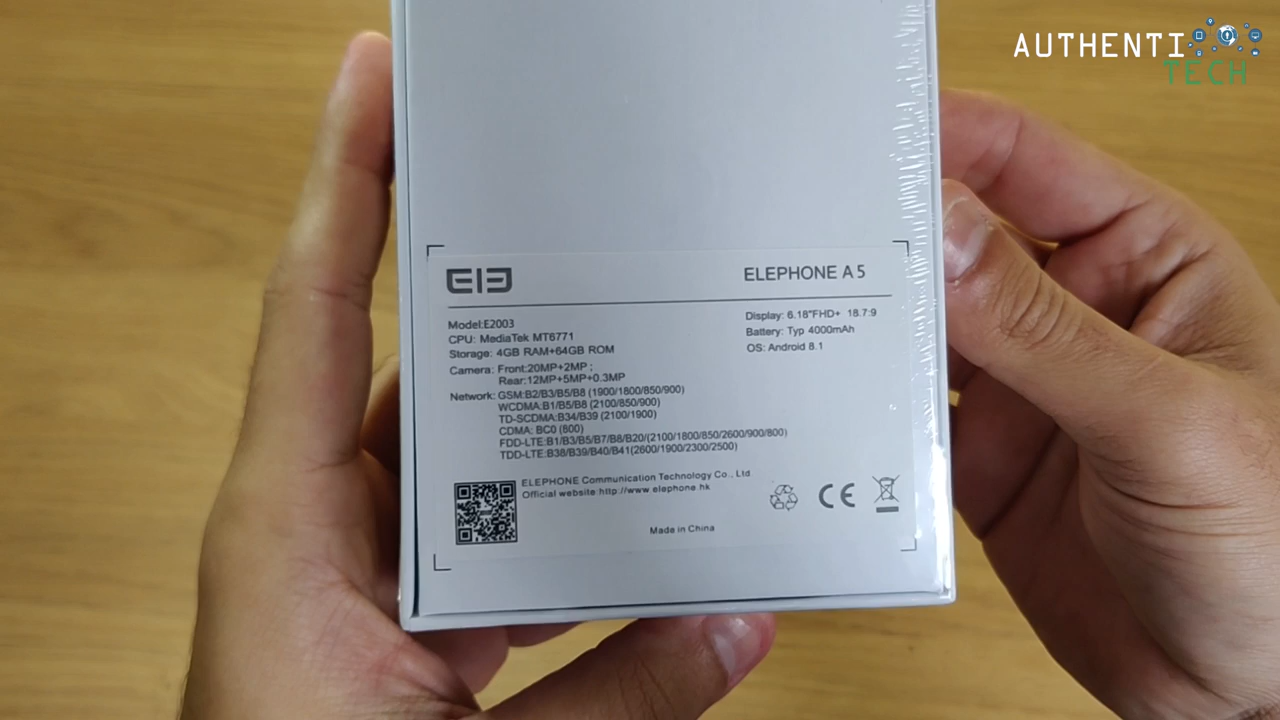 AUTHENTI
TECH
ELEPHONE A 5
Model:E2003
CPU: MediaTek MT6771
Storage: 4GB RAM+64GB ROM
Camera: Front:20MP+2MP ;
Rear:12MP+5MP+0.3MP
Network: GSM:B2/B3/B5/B8 (1900/1800/850/900)
WCDMA:B1/B5/B8 (2100/850/900)
TD-SCDMA:B34/B39 (2100/1900)
CDMA: BC0 (800)
FDD-LTE:B1/B3/B5/B7/B8/B20/(2100/1800/850/2600/900/800)
TDD-LTE:B38/B39/B40/B41(2600/1900/2300/2500)
Display: 6.18"FHD+ 18.7:9
Battery: Typ 4000mAh
OS: Android 8.1
ELEPHONE Communication Technology Co., Ltd
Official website:http://www.elephone.hk
CE
Made in China